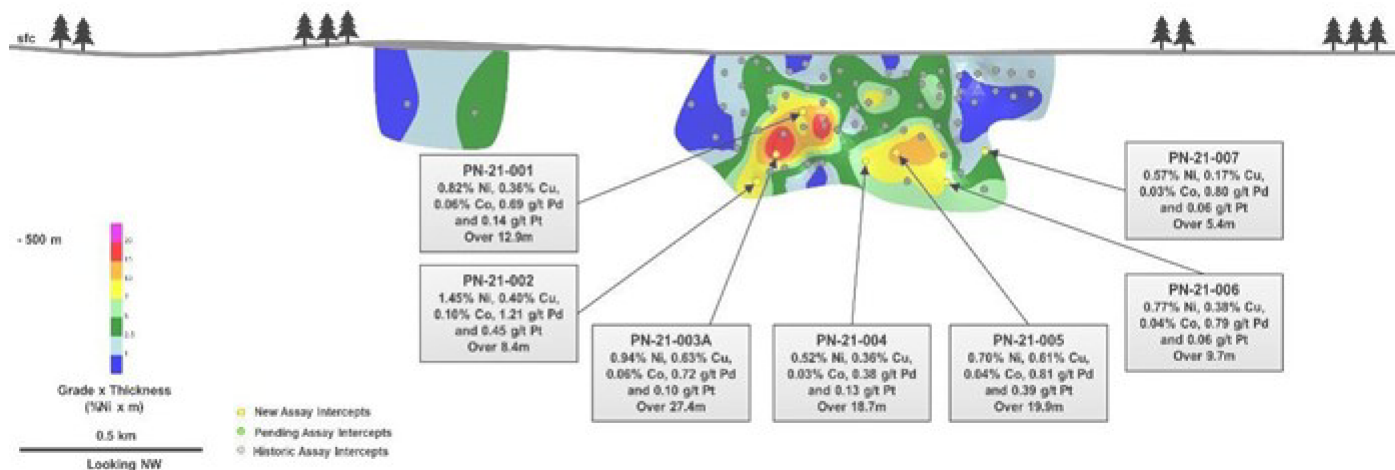 sfc
PN-21-001
0.82% Ni, 0.36% Cu,
0.06% Co, 0.69 g/t Pd
and 0.14 g/t Pt
Over 12.9m
PN-21-007
0.57% Ni, 0.17% Cu,
0.03% Co, 0.80 g/t Pd
and 0.06 g/t Pt
Over 5.4m
- 500 m
PN-21-002
1.45% Ni, 0.40% Cu,
0.10% Co, 1.21 g/t Pd
and 0.45 g/t Pt
Over 8.4m
PN-21-006
0.77% Ni, 0.38% Cu,
0.04% Co, 0.79 g/t Pd
and 0.06 g/t Pt
Over 9.7m
PN-21-003A
0.94% Ni, 0.63% Cu,
0.06% Co, 0.72 g/t Pd
and 0.10 g/t Pt
Over 27.4m
PN-21-004
0.52% Ni, 0.36% Cu,
0.03% Co, 0.38 g/t Pd
and 0.13 g/t Pt
Over 18.7m
PN-21-005
0.70% Ni, 0.61% Cu,
0.04% Co, 0.81 g/t Pd
and 0.39 g/t Pt
Over 19.9m
20
15
10
Grade x Thickness
(%Ni x m)
0.5 km
Looking NW
New Assay Intercepts
Pending Assay Intercepts
Historic Assay Intercepts